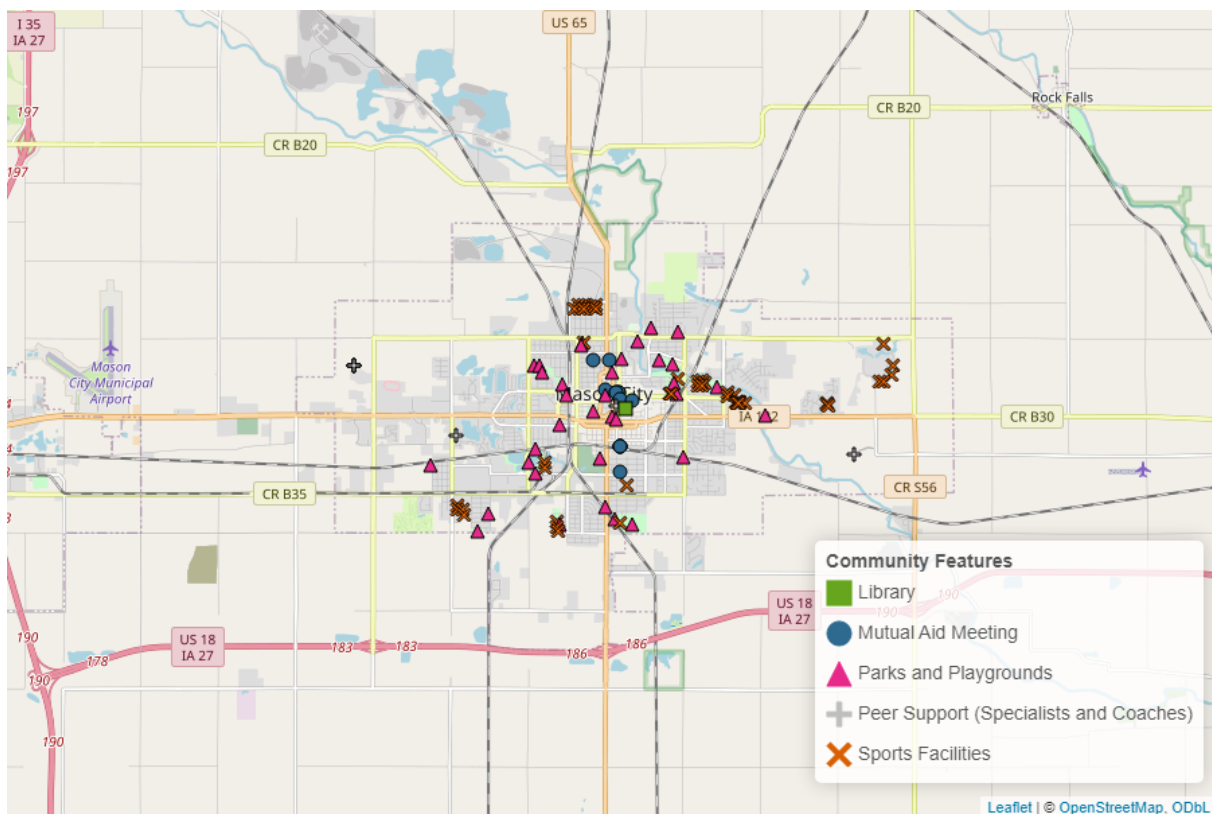 I 35
IA 27
US 65
197
197
CR B20
CR B20
Rock Falls
Mason
City Municipal
Airport
Mason City
IA 122
CR B30
CR B35
CR S56
190
178
US 18
IA 27
183
183
186
186
US 18
IA 27
190
190
190
Community Features
Library
Mutual Aid Meeting
Parks and Playgrounds
Peer Support (Specialists and Coaches)
Sports Facilities
Leaflet | © OpenStreetMap, ODbL